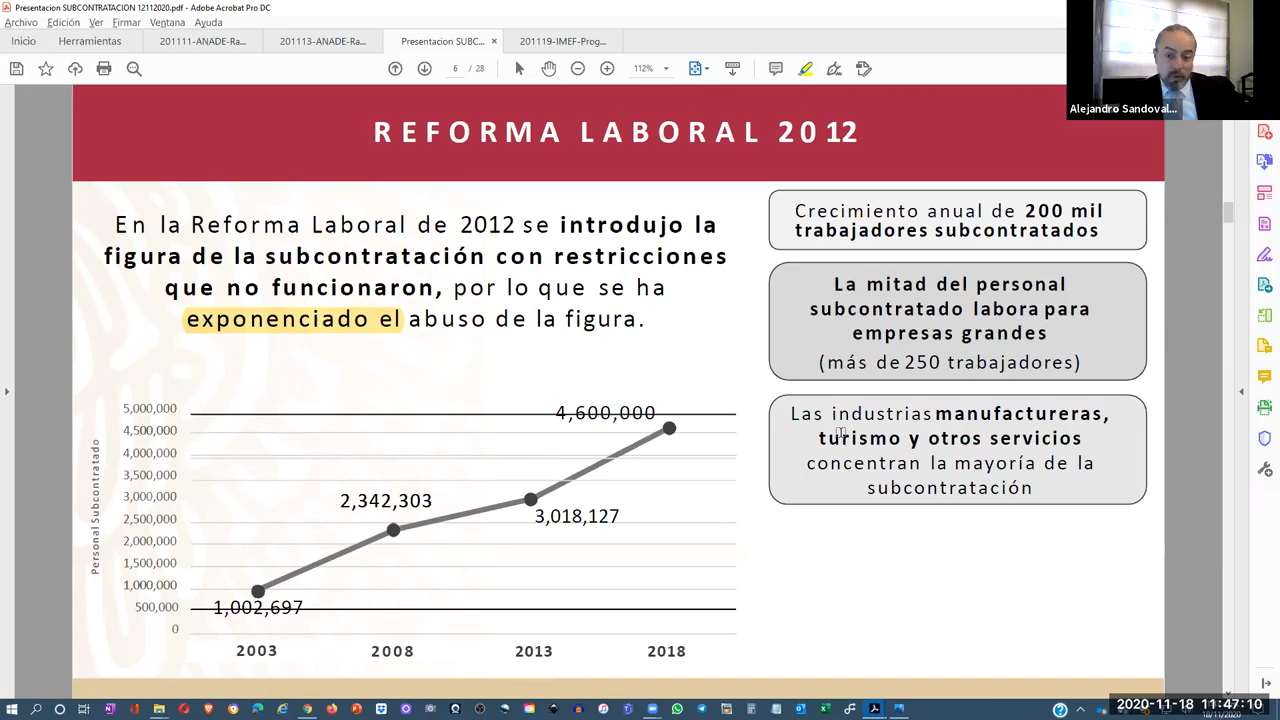 Presentacion SUBCONTRATACION 12112020.pdf - Adobe Acrobat Pro DC
Archivo Edición Ver Firmar Ventana Ayuda
Inicio Herramientas 201111-ANADE-Ra... 201113-ANADE-Ra... Presentacion SUBC... × 201119-IMEF-Prog...
6 / 28 112%
Alejandro Sandoval...
REFORMA LABORAL 2012
En la Reforma Laboral de 2012 se introdujo la
figura de la subcontratación con restricciones
que no funcionaron, por lo que se ha
exponenciado el abuso de la figura.
Crecimiento anual de 200 mil
trabajadores subcontratados
La mitad del personal
subcontratado labora para
empresas grandes
(más de 250 trabajadores)
Las industrias manufactureras,
turismo y otros servicios
concentran la mayoría de la
subcontratación
Personal Subcontratado
5,000,000
4,500,000
4,000,000
3,500,000
3,000,000
2,500,000
2,000,000
1,500,000
1,000,000
500,000
0
1,002,697
2,342,303
3,018,127
4,600,000
2003 2008 2013 2018
2020-11-18 11:47:10
18/11/2020